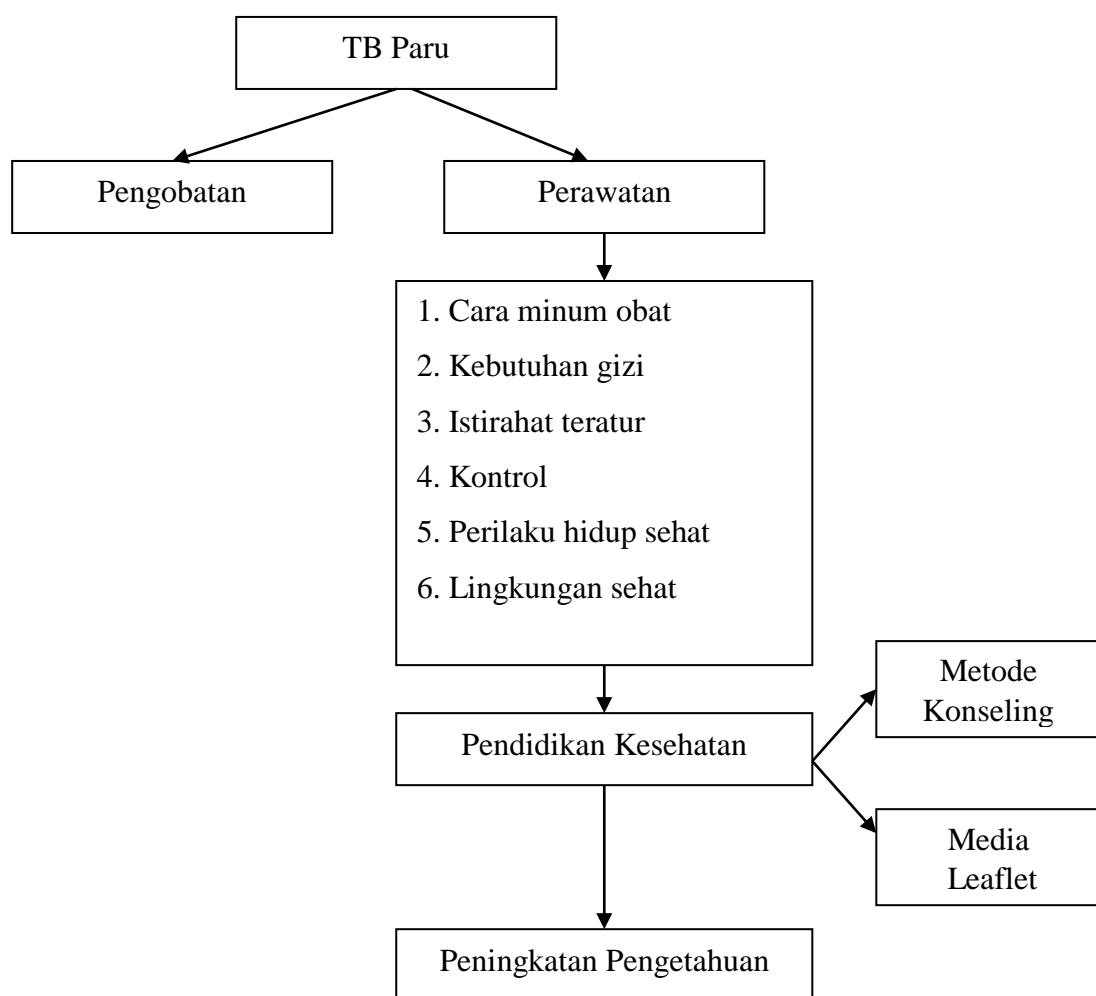 TB Paru
Pengobatan
Perawatan
1. Cara minum obat
2. Kebutuhan gizi
3. Istirahat teratur
4. Kontrol
5. Perilaku hidup sehat
6. Lingkungan sehat
Metode
Konseling
Pendidikan Kesehatan
Media
Leaflet
Peningkatan Pengetahuan